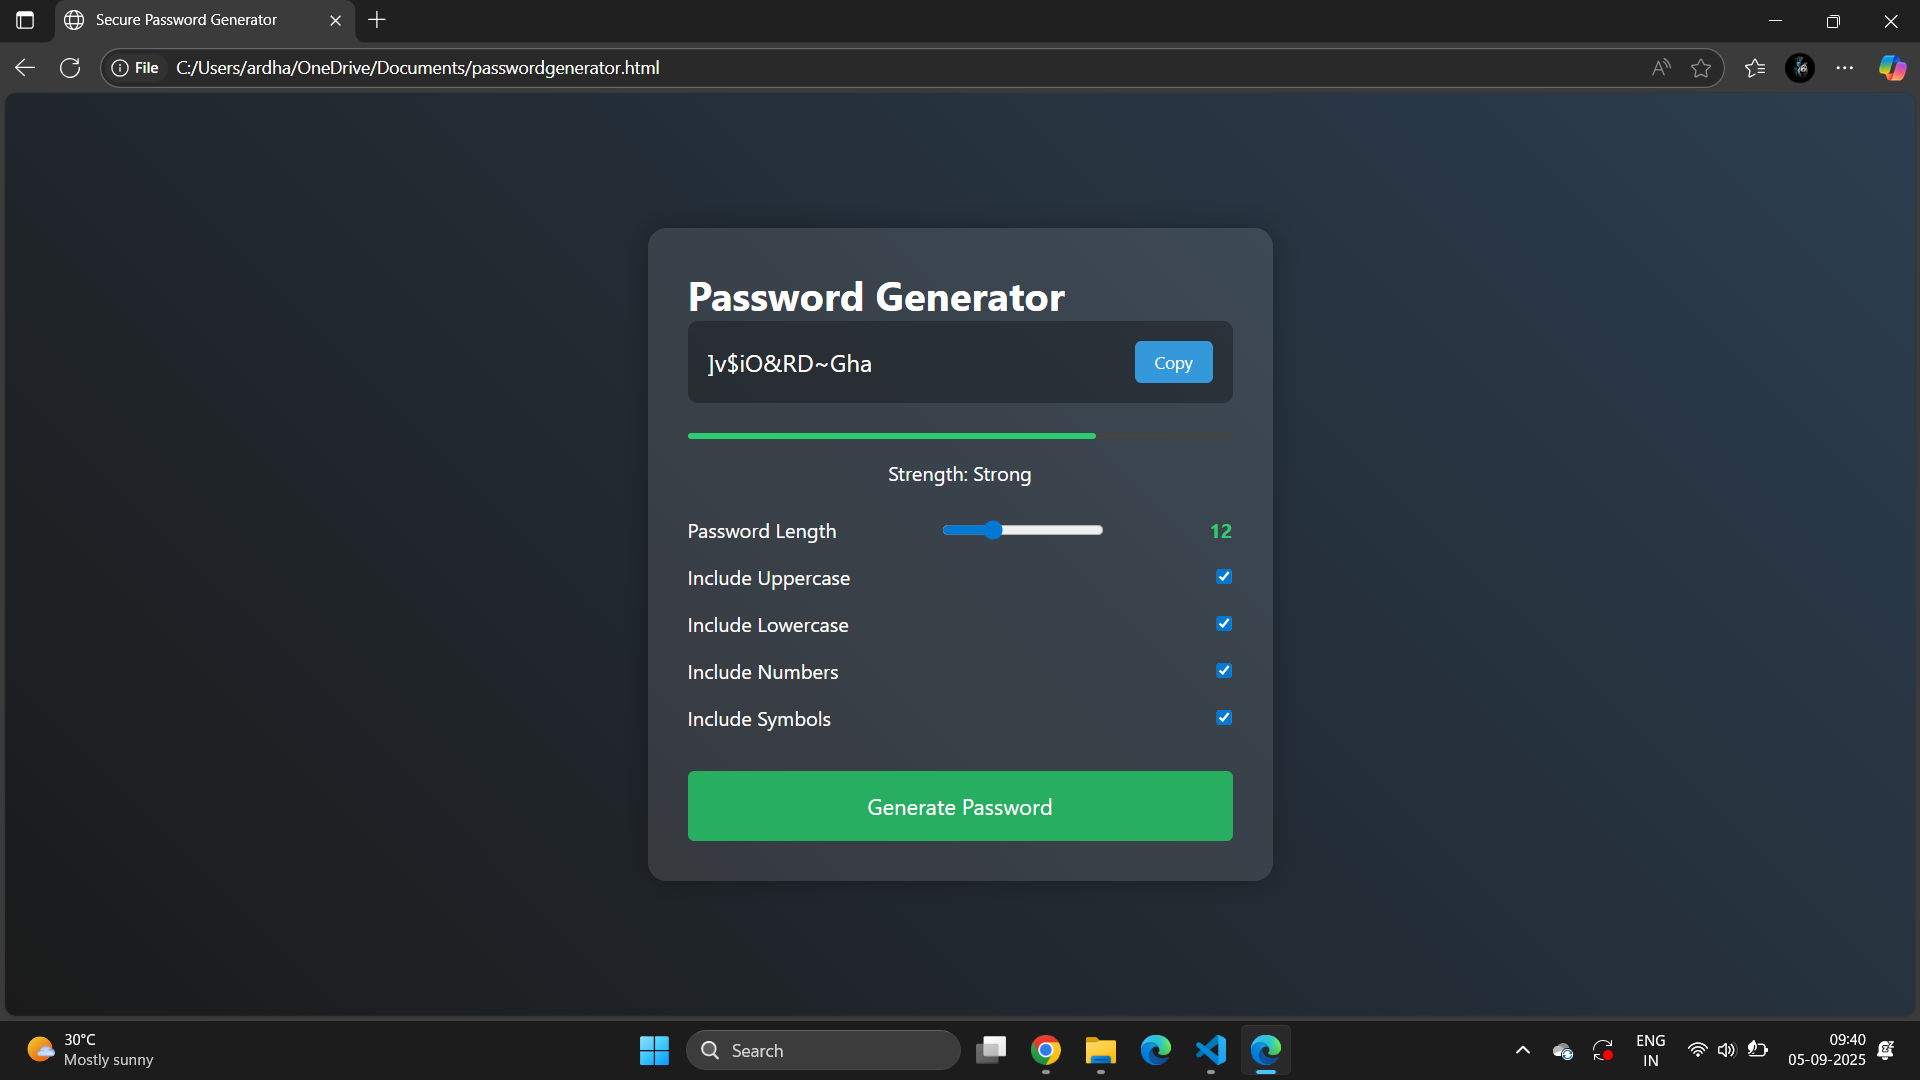 Secure Password Generator
File C:/Users/ardha/OneDrive/Documents/passwordgenerator.html
Password Generator
]v$iO&RD~Gha
Copy
Strength: Strong
Password Length 12
Include Uppercase
Include Lowercase
Include Numbers
Include Symbols
Generate Password
30°C
Mostly sunny
Search
ENG
IN
09:40
05-09-2025